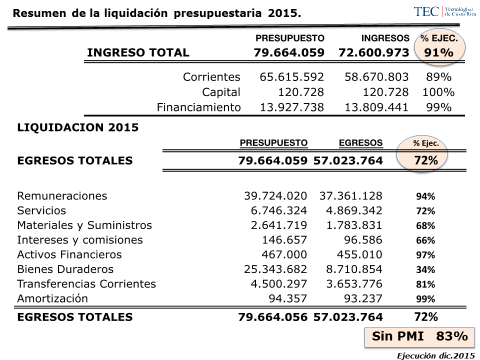 Resumen de la liquidación presupuestaria 2015.
TEC Tecnológico de Costa Rica
PRESUPUESTO INGRESOS % EJEC.
INGRESO TOTAL 79.664.059 72.600.973 91%
Corrientes 65.615.592 58.670.803 89%
Capital 120.728 120.728 100%
Financiamiento 13.927.738 13.809.441 99%
LIQUIDACION 2015
PRESUPUESTO EGRESOS % Ejec.
EGRESOS TOTALES 79.664.059 57.023.764 72%
Remuneraciones 39.724.020 37.361.128 94%
Servicios 6.746.324 4.869.342 72%
Materiales y Suministros 2.641.719 1.783.831 68%
Intereses y comisiones 146.657 96.586 66%
Activos Financieros 467.000 455.010 97%
Bienes Duraderos 25.343.682 8.710.854 34%
Transferencias Corrientes 4.500.297 3.653.776 81%
Amortización 94.357 93.237 99%
EGRESOS TOTALES 79.664.056 57.023.764 72%
Sin PMI 83%
Ejecución dic.2015